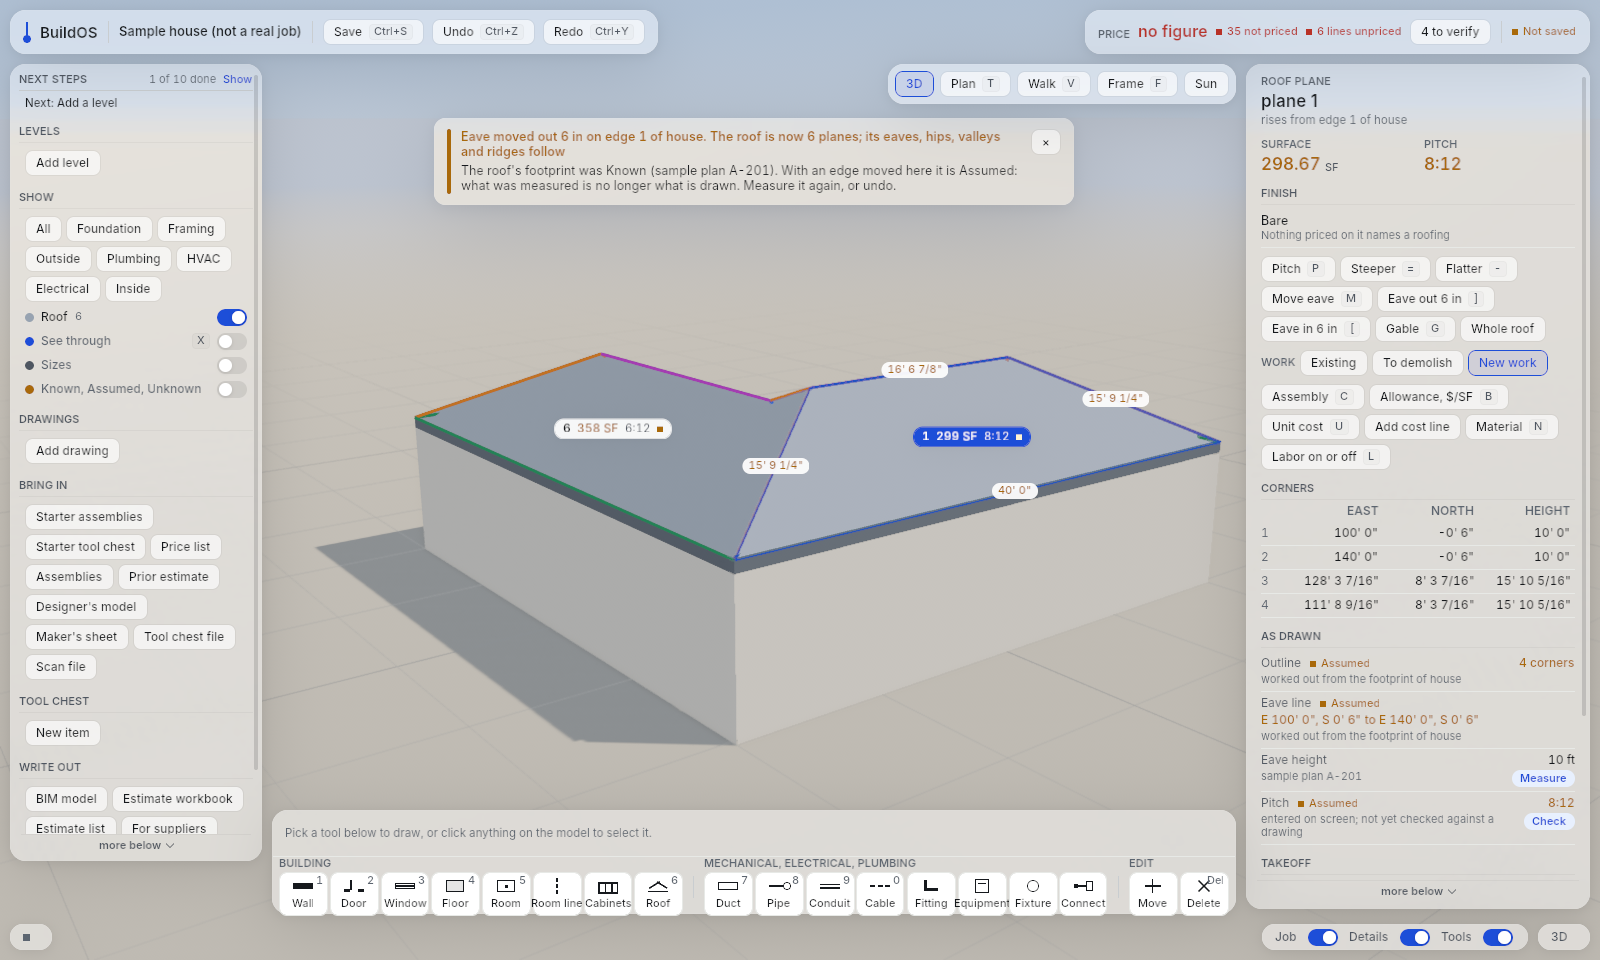 BuildOS
Sample house (not a real job)
Save Ctrl+S
Undo Ctrl+Z
Redo Ctrl+Y
PRICE no figure 35 not priced 6 lines unpriced 4 to verify Not saved
NEXT STEPS 1 of 10 done Show
Next: Add a level
LEVELS
Add level
SHOW
All Foundation Framing
Outside Plumbing HVAC
Electrical Inside
Roof 6
See through X
Sizes
Known, Assumed, Unknown
DRAWINGS
Add drawing
BRING IN
Starter assemblies
Starter tool chest Price list
Assemblies Prior estimate
Designer's model
Maker's sheet Tool chest file
Scan file
TOOL CHEST
New item
WRITE OUT
BIM model Estimate workbook
Estimate list For suppliers
more below
3D Plan T Walk V Frame F Sun
Eave moved out 6 in on edge 1 of house. The roof is now 6 planes; its eaves, hips, valleys
and ridges follow
The roof's footprint was Known (sample plan A-201). With an edge moved here it is Assumed:
what was measured is no longer what is drawn. Measure it again, or undo.
×
16' 6 7/8"
15' 9 1/4"
6 358 SF 6:12
1 299 SF 8:12
15' 9 1/4"
40' 0"
Pick a tool below to draw, or click anything on the model to select it.
BUILDING
Wall 1 Door 2 Window 3 Floor 4 Room 5 Room line Cabinets Roof 6
MECHANICAL, ELECTRICAL, PLUMBING
Duct 7 Pipe 8 Conduit 9 Cable 0 Fitting Equipment Fixture Connect
EDIT
Move Delete Del
ROOF PLANE
plane 1
rises from edge 1 of house
SURFACE PITCH
298.67 SF 8:12
FINISH
Bare
Nothing priced on it names a roofing
Pitch P Steeper = Flatter -
Move eave M Eave out 6 in ]
Eave in 6 in [ Gable G Whole roof
WORK Existing To demolish New work
Assembly C Allowance, $/SF B
Unit cost U Add cost line Material N
Labor on or off L
CORNERS
EAST NORTH HEIGHT
1 100' 0" -0' 6" 10' 0"
2 140' 0" -0' 6" 10' 0"
3 128' 3 7/16" 8' 3 7/16" 15' 10 5/16"
4 111' 8 9/16" 8' 3 7/16" 15' 10 5/16"
AS DRAWN
Outline Assumed 4 corners
worked out from the footprint of house
Eave line Assumed
E 100' 0", S 0' 6" to E 140' 0", S 0' 6"
worked out from the footprint of house
Eave height 10 ft
sample plan A-201 Measure
Pitch Assumed 8:12
entered on screen; not yet checked against a Check
drawing
TAKEOFF
more below
Job Details Tools 3D